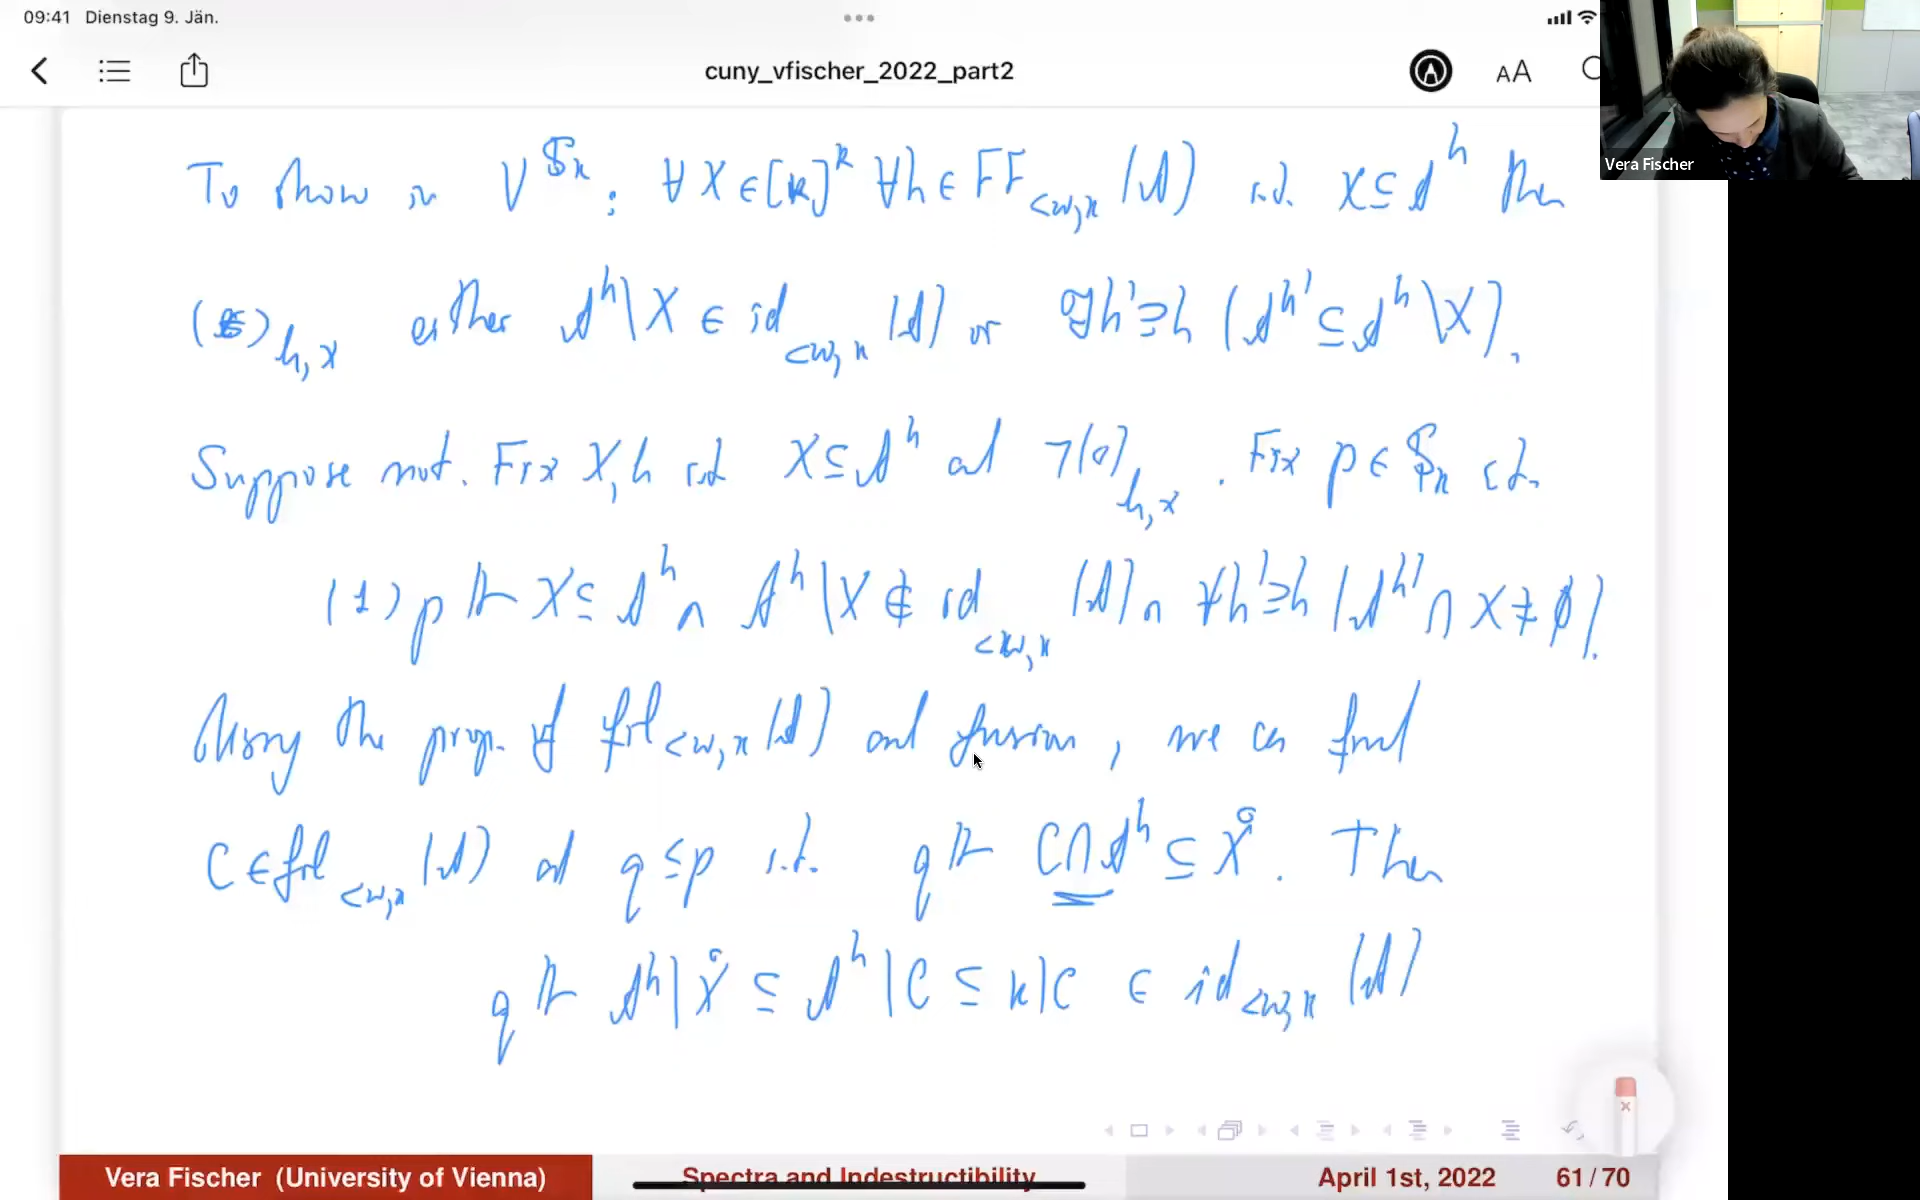 09:41 Dienstag 9. Jän.
cuny_vfischer_2022_part2
AA
Vera Fischer
To show in V^{𝕊_κ}: ∀X∈[κ]^κ ∀h∈FF_{<ω,κ}(𝒜) s.t. X⊆𝒜^h then
( )_{h,X} either 𝒜^h\X ∈ id_{<ω,κ}(𝒜) or ∃h'⊇h (𝒜^{h'}⊆𝒜^h\X).
Suppose not. Fix X,h s.t. X⊆𝒜^h and ¬( )_{h,X}. Fix p∈𝕊_κ s.t.
(1) p⊩X⊆𝒜^h ∧ 𝒜^h\X ∉ id_{<ω,κ}(𝒜) ∧ ∀h'⊇h (𝒜^{h'}∩X≠∅).
Using the prop. of fil_{<ω,κ}(𝒜) and fusion, we can find
C∈fil_{<ω,κ}(𝒜) and q≤p s.t. q⊩ C∩𝒜^h ⊆ X̊. Then
q⊩ 𝒜^h\X̊ ⊆ 𝒜^h\C ⊆ κ\C ∈ id_{<ω,κ}(𝒜)
Vera Fischer (University of Vienna)
Spectra and Indestructibility
April 1st, 2022
61 / 70